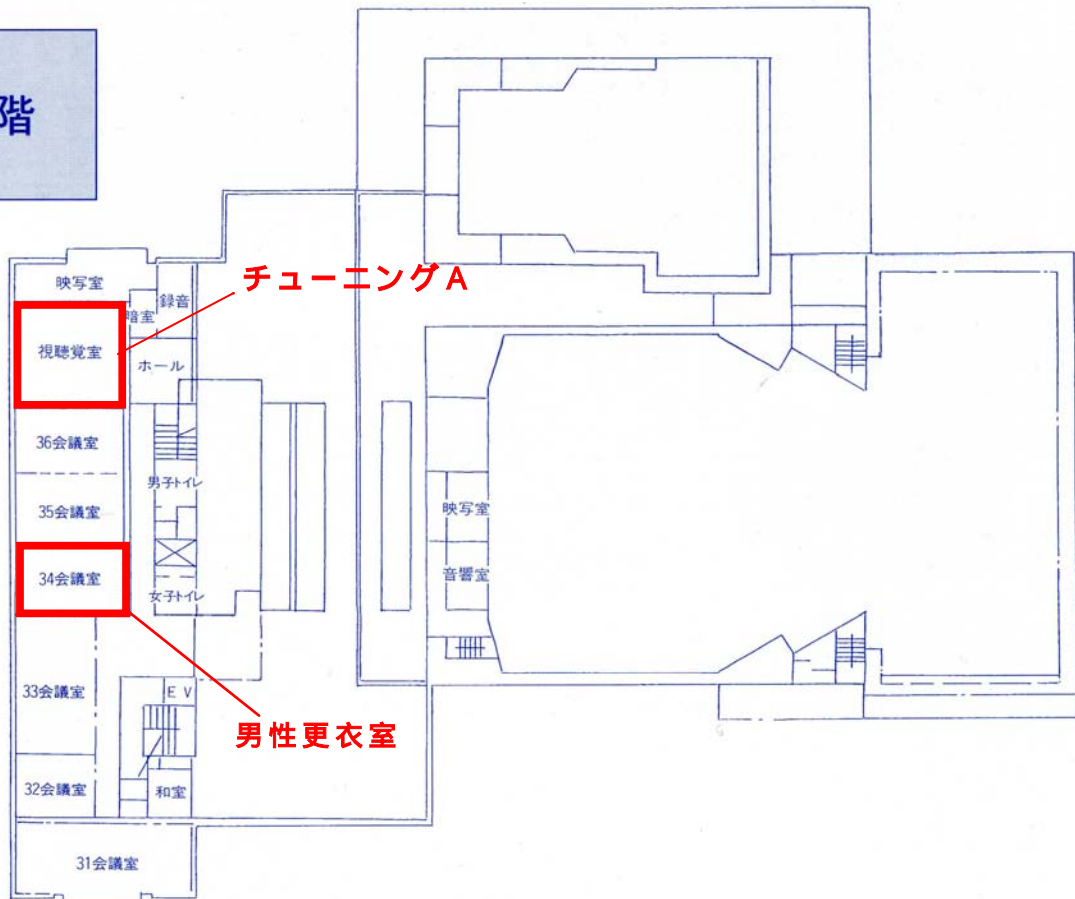 階
映写室
チューニングA
録音
暗室
視聴覚室
ホール
36会議室
男子トイレ
35会議室
映写室
34会議室
音響室
女子トイレ
33会議室
EV
男性更衣室
32会議室
和室
31会議室